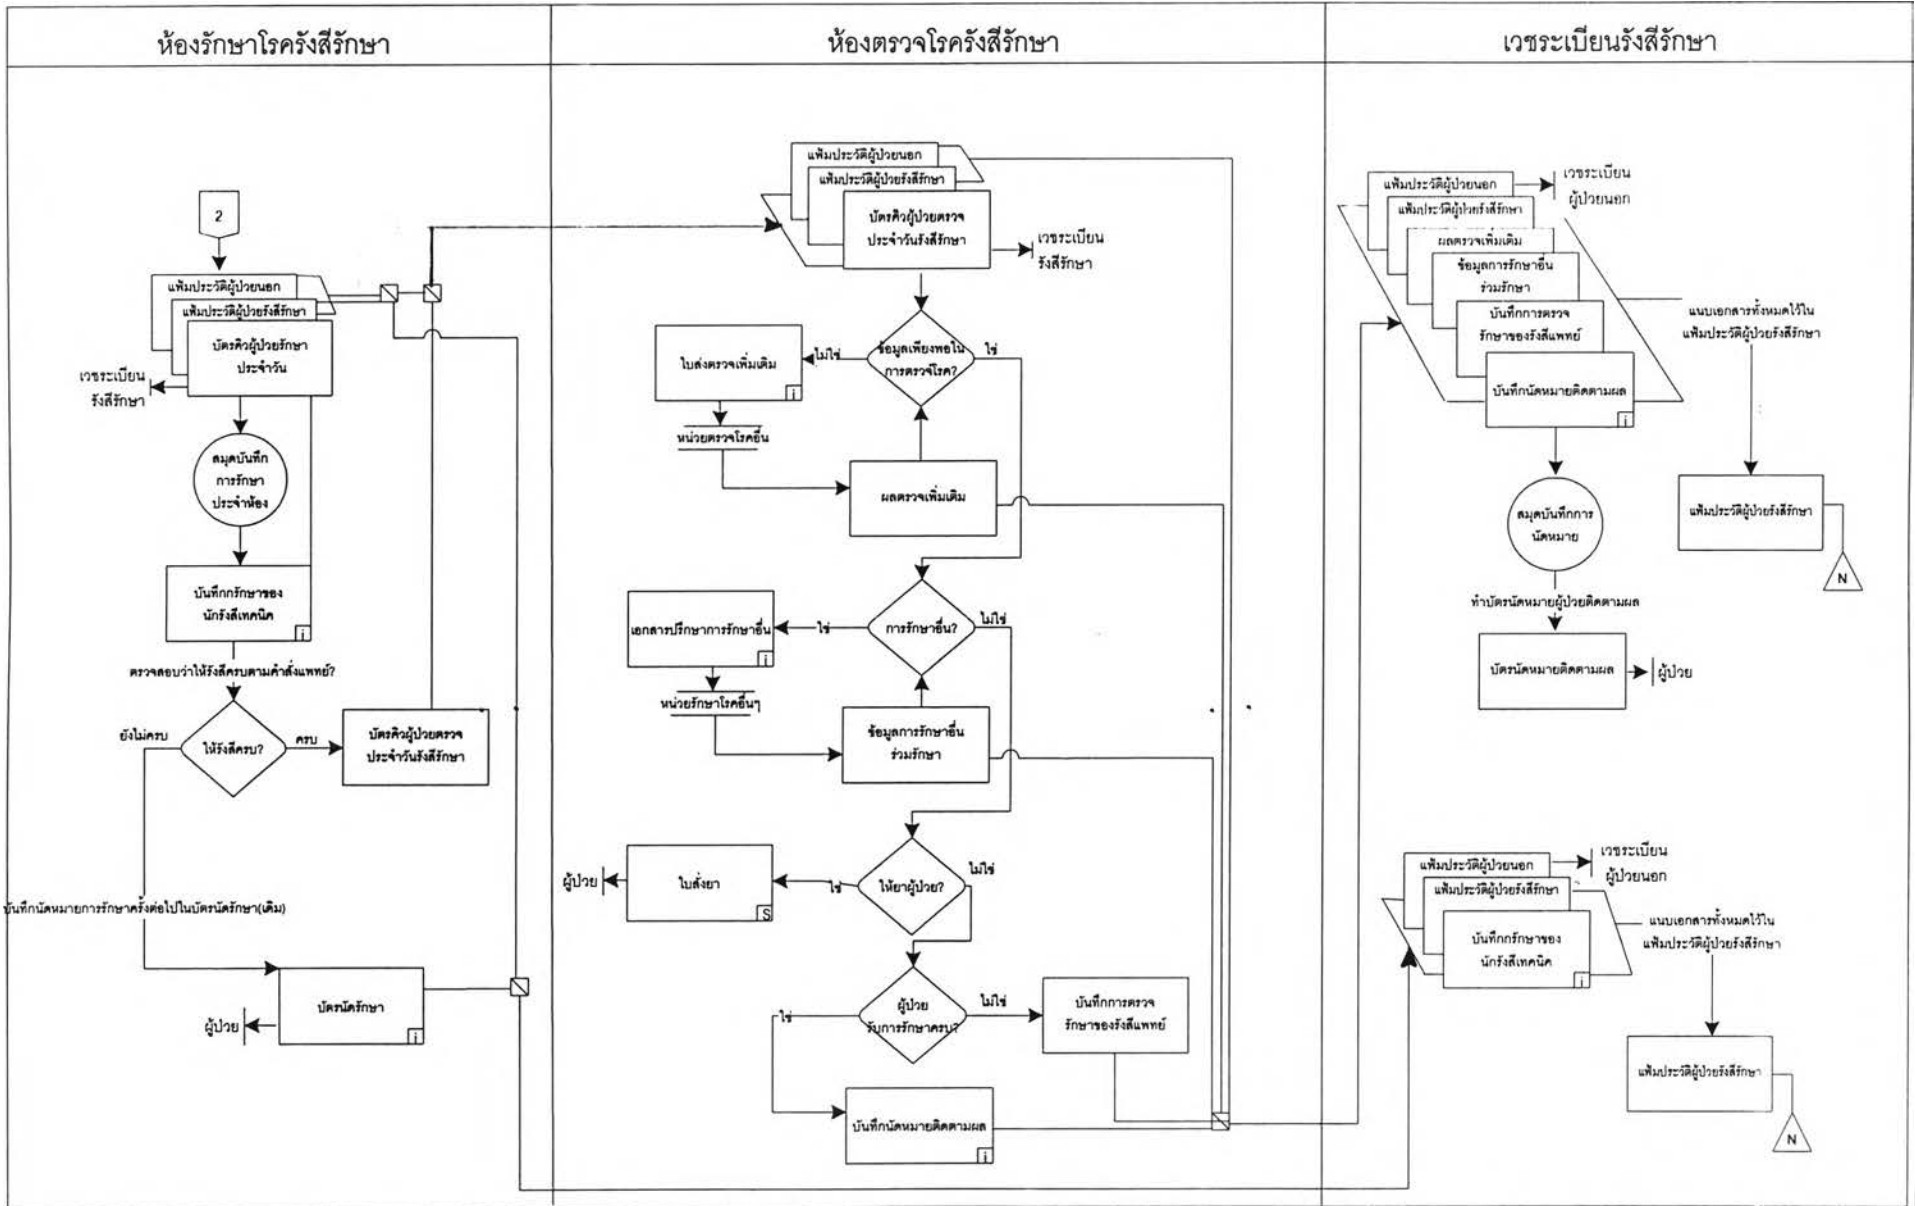 ห้องรักษาโรครังสีรักษา
2
แฟ้มประวัติผู้ป่วยนอก
แฟ้มประวัติผู้ป่วยรังสีรักษา
บัตรคิวผู้ป่วยรักษา
ประจำวัน
เวชระเบียน
รังสีรักษา
สมุดบันทึก
การรักษา
ประจำห้อง
บันทึกรักษาของ
นักรังสีเทคนิค
i
ตรวจสอบว่าให้รังสีครบตามคำสั่งแพทย์?
ยังไม่ครบ
ให้รังสีครบ?
ครบ
บัตรคิวผู้ป่วยตรวจ
ประจำวันรังสีรักษา
บันทึกนัดหมายการรักษาครั้งต่อไปในบัตรนัดรักษา(เดิม)
บัตรนัดรักษา
i
ผู้ป่วย
ห้องตรวจโรครังสีรักษา
แฟ้มประวัติผู้ป่วยนอก
แฟ้มประวัติผู้ป่วยรังสีรักษา
บัตรคิวผู้ป่วยตรวจ
ประจำวันรังสีรักษา
เวชระเบียน
รังสีรักษา
ข้อมูลเพียงพอใน
การตรวจโรค?
ไม่ใช่
ใช่
ใบส่งตรวจเพิ่มเติม
i
หน่วยตรวจโรคอื่น
ผลตรวจเพิ่มเติม
การรักษาอื่น?
ใช่
ไม่ใช่
เอกสารปรึกษาการรักษาอื่น
i
หน่วยรักษาโรคอื่นๆ
ข้อมูลการรักษาอื่น
ร่วมรักษา
ให้ยาผู้ป่วย?
ใช่
ไม่ใช่
ใบสั่งยา
S
ผู้ป่วย
ผู้ป่วย
รับการรักษาครบ?
ใช่
ไม่ใช่
บันทึกการตรวจ
รักษาของรังสีแพทย์
บันทึกนัดหมายติดตามผล
i
เวชระเบียนรังสีรักษา
แฟ้มประวัติผู้ป่วยนอก
เวชระเบียน
ผู้ป่วยนอก
แฟ้มประวัติผู้ป่วยรังสีรักษา
ผลตรวจเพิ่มเติม
ข้อมูลการรักษาอื่น
ร่วมรักษา
บันทึกการตรวจ
รักษาของรังสีแพทย์
บันทึกนัดหมายติดตามผล
i
แนบเอกสารทั้งหมดไว้ใน
แฟ้มประวัติผู้ป่วยรังสีรักษา
แฟ้มประวัติผู้ป่วยรังสีรักษา
N
สมุดบันทึกการ
นัดหมาย
ทำบัตรนัดหมายผู้ป่วยติดตามผล
บัตรนัดหมายติดตามผล
ผู้ป่วย
แฟ้มประวัติผู้ป่วยนอก
เวชระเบียน
ผู้ป่วยนอก
แฟ้มประวัติผู้ป่วยรังสีรักษา
บันทึกรักษาของ
นักรังสีเทคนิค
i
แนบเอกสารทั้งหมดไว้ใน
แฟ้มประวัติผู้ป่วยรังสีรักษา
แฟ้มประวัติผู้ป่วยรังสีรักษา
N